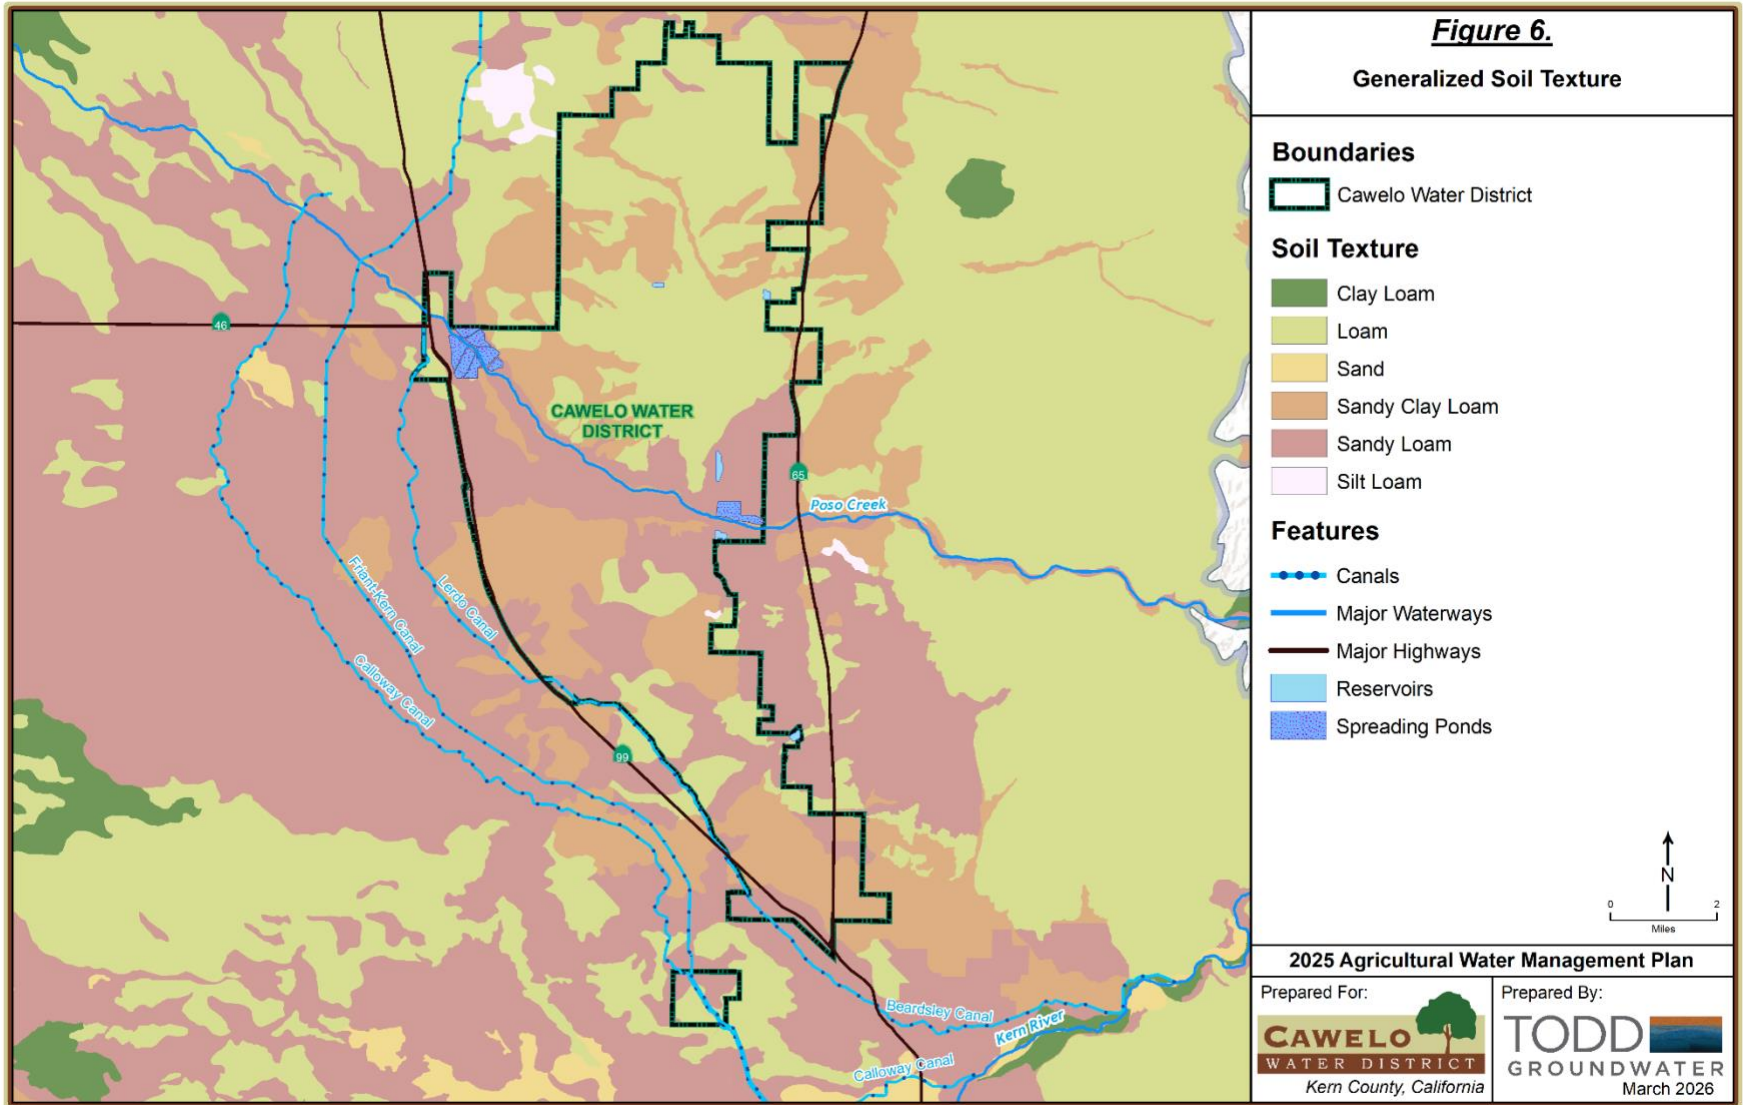 Figure 6.
Generalized Soil Texture
Boundaries
Cawelo Water District
Soil Texture
Clay Loam
Loam
Sand
Sandy Clay Loam
Sandy Loam
Silt Loam
Features
Canals
Major Waterways
Major Highways
Reservoirs
Spreading Ponds
N
0 2
Miles
2025 Agricultural Water Management Plan
Prepared For:
CAWELO
WATER DISTRICT
Kern County, California
Prepared By:
TODD
GROUNDWATER
March 2026
46
CAWELO WATER
DISTRICT
65
Poso Creek
Friant-Kern Canal
Lerdo Canal
Calloway Canal
99
Beardsley Canal
Kern River
Calloway Canal